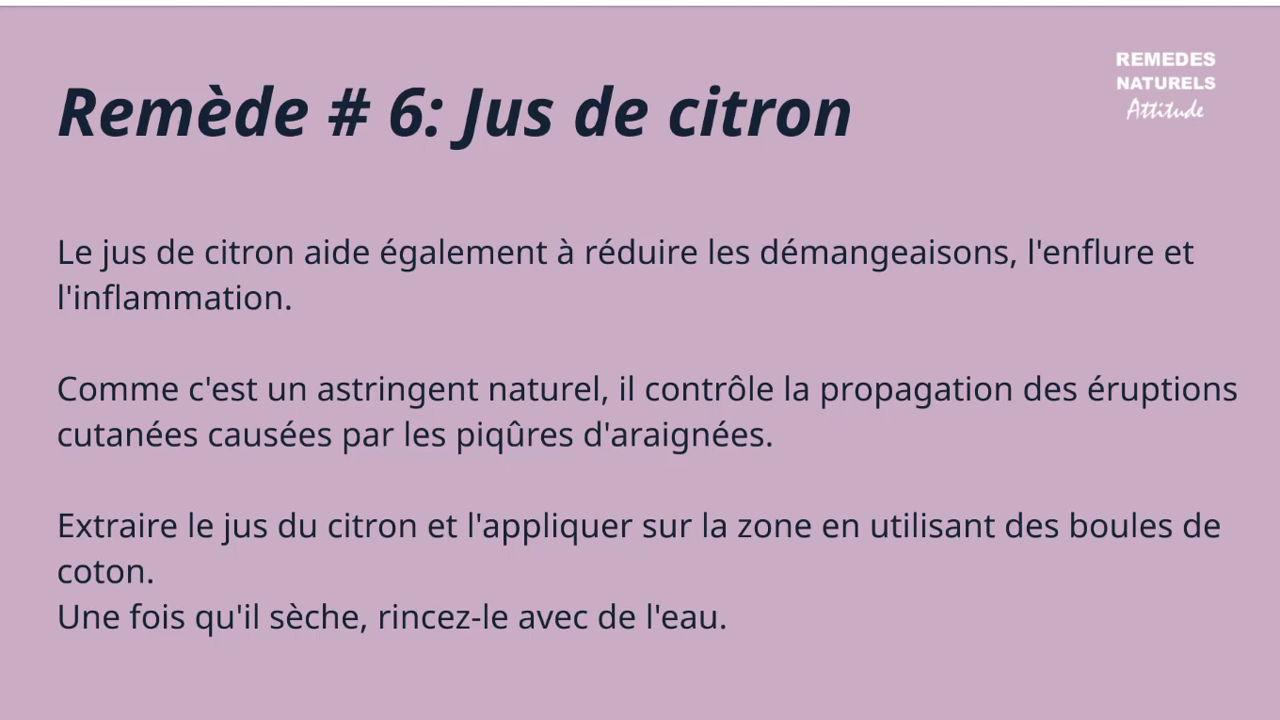 REMEDES
NATURELS
Attitude
Remède # 6: Jus de citron
Le jus de citron aide également à réduire les démangeaisons, l'enflure et
l'inflammation.
Comme c'est un astringent naturel, il contrôle la propagation des éruptions
cutanées causées par les piqûres d'araignées.
Extraire le jus du citron et l'appliquer sur la zone en utilisant des boules de
coton.
Une fois qu'il sèche, rincez-le avec de l'eau.